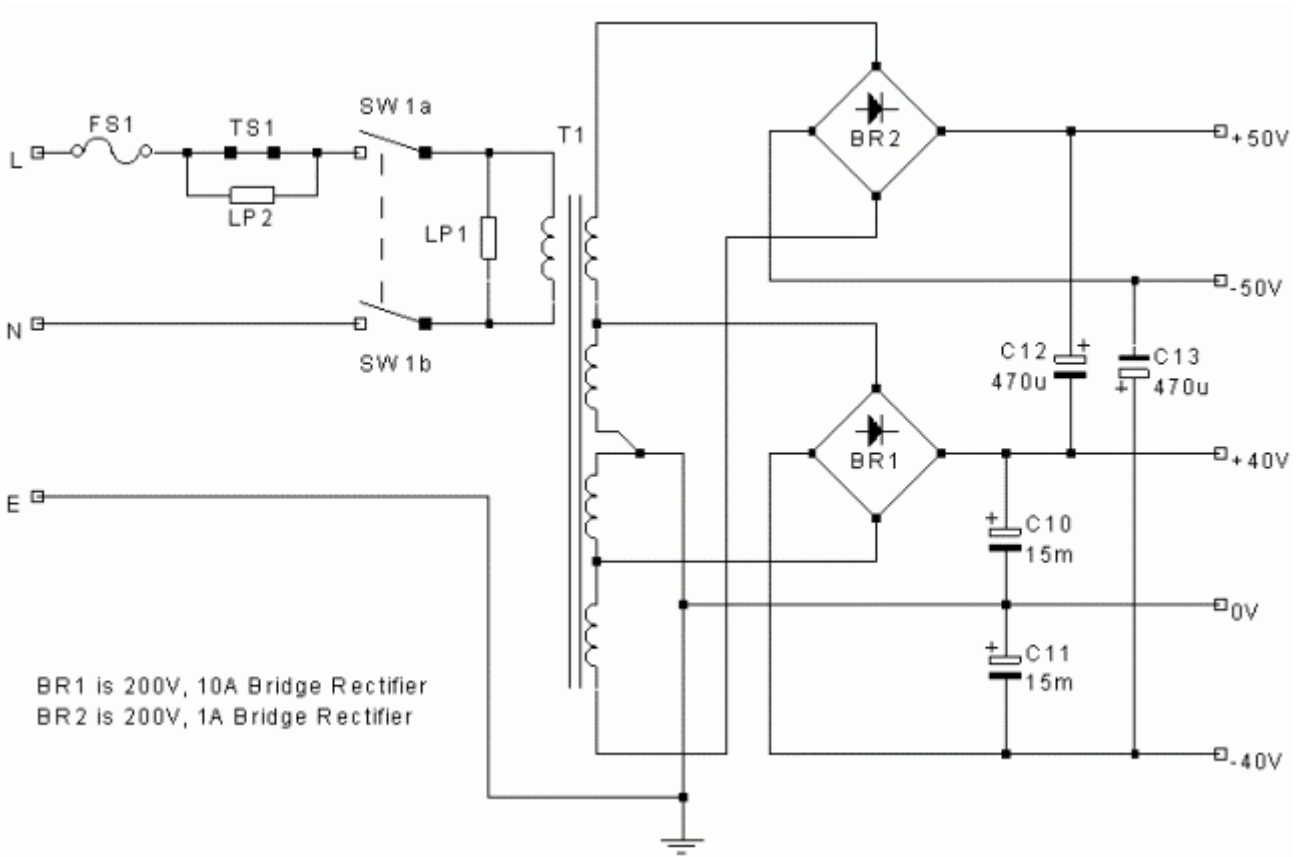 FS1
TS1
SW1a
T1
L
LP2
LP1
N
SW1b
E
BR2
+50V
-50V
C12
470u
+
C13
470u
+
BR1
+40V
+
C10
15m
0V
+
C11
15m
-40V
BR1 is 200V, 10A Bridge Rectifier
BR2 is 200V, 1A Bridge Rectifier